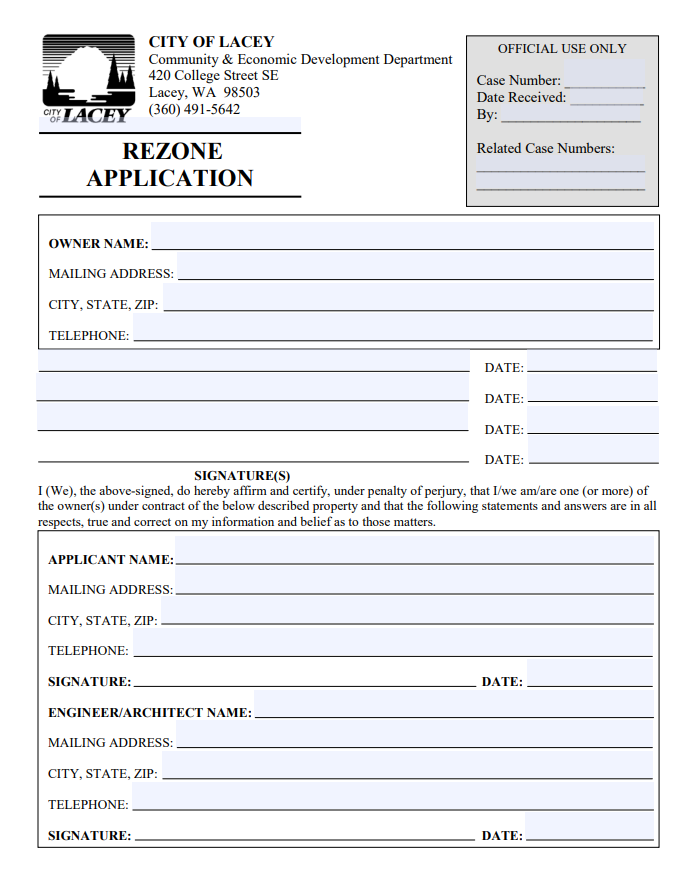 CITY OF LACEY
Community & Economic Development Department
420 College Street SE
Lacey, WA 98503
(360) 491-5642
CITY OF LACEY
REZONE
APPLICATION
OFFICIAL USE ONLY
Case Number:
Date Received:
By:
Related Case Numbers:
OWNER NAME:
MAILING ADDRESS:
CITY, STATE, ZIP:
TELEPHONE:
DATE:
DATE:
DATE:
DATE:
SIGNATURE(S)
I (We), the above-signed, do hereby affirm and certify, under penalty of perjury, that I/we am/are one (or more) of
the owner(s) under contract of the below described property and that the following statements and answers are in all
respects, true and correct on my information and belief as to those matters.
APPLICANT NAME:
MAILING ADDRESS:
CITY, STATE, ZIP:
TELEPHONE:
SIGNATURE: DATE:
ENGINEER/ARCHITECT NAME:
MAILING ADDRESS:
CITY, STATE, ZIP:
TELEPHONE:
SIGNATURE: DATE: